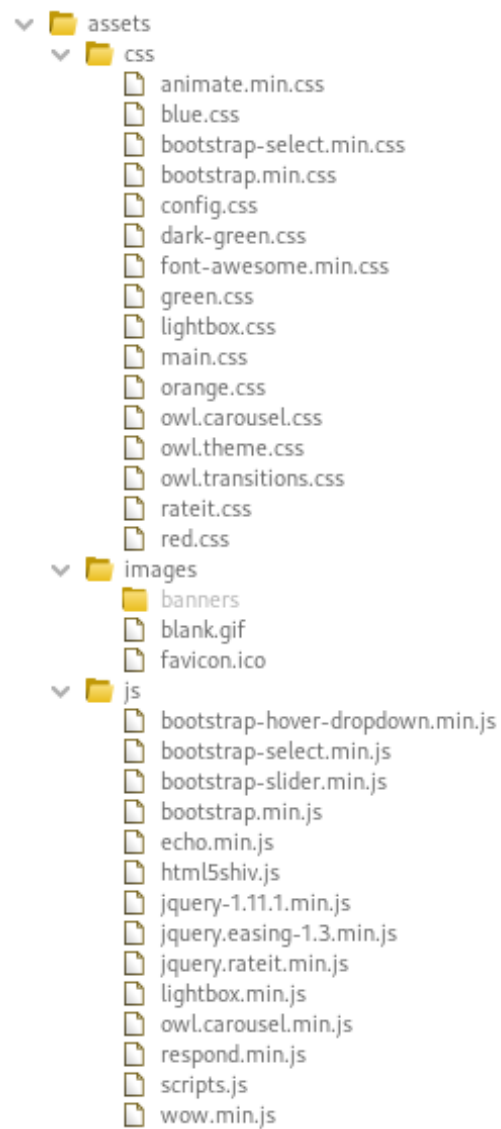 assets
css
animate.min.css
blue.css
bootstrap-select.min.css
bootstrap.min.css
config.css
dark-green.css
font-awesome.min.css
green.css
lightbox.css
main.css
orange.css
owl.carousel.css
owl.theme.css
owl.transitions.css
rateit.css
red.css
images
banners
blank.gif
favicon.ico
js
bootstrap-hover-dropdown.min.js
bootstrap-select.min.js
bootstrap-slider.min.js
bootstrap.min.js
echo.min.js
html5shiv.js
jquery-1.11.1.min.js
jquery.easing-1.3.min.js
jquery.rateit.min.js
lightbox.min.js
owl.carousel.min.js
respond.min.js
scripts.js
wow.min.js